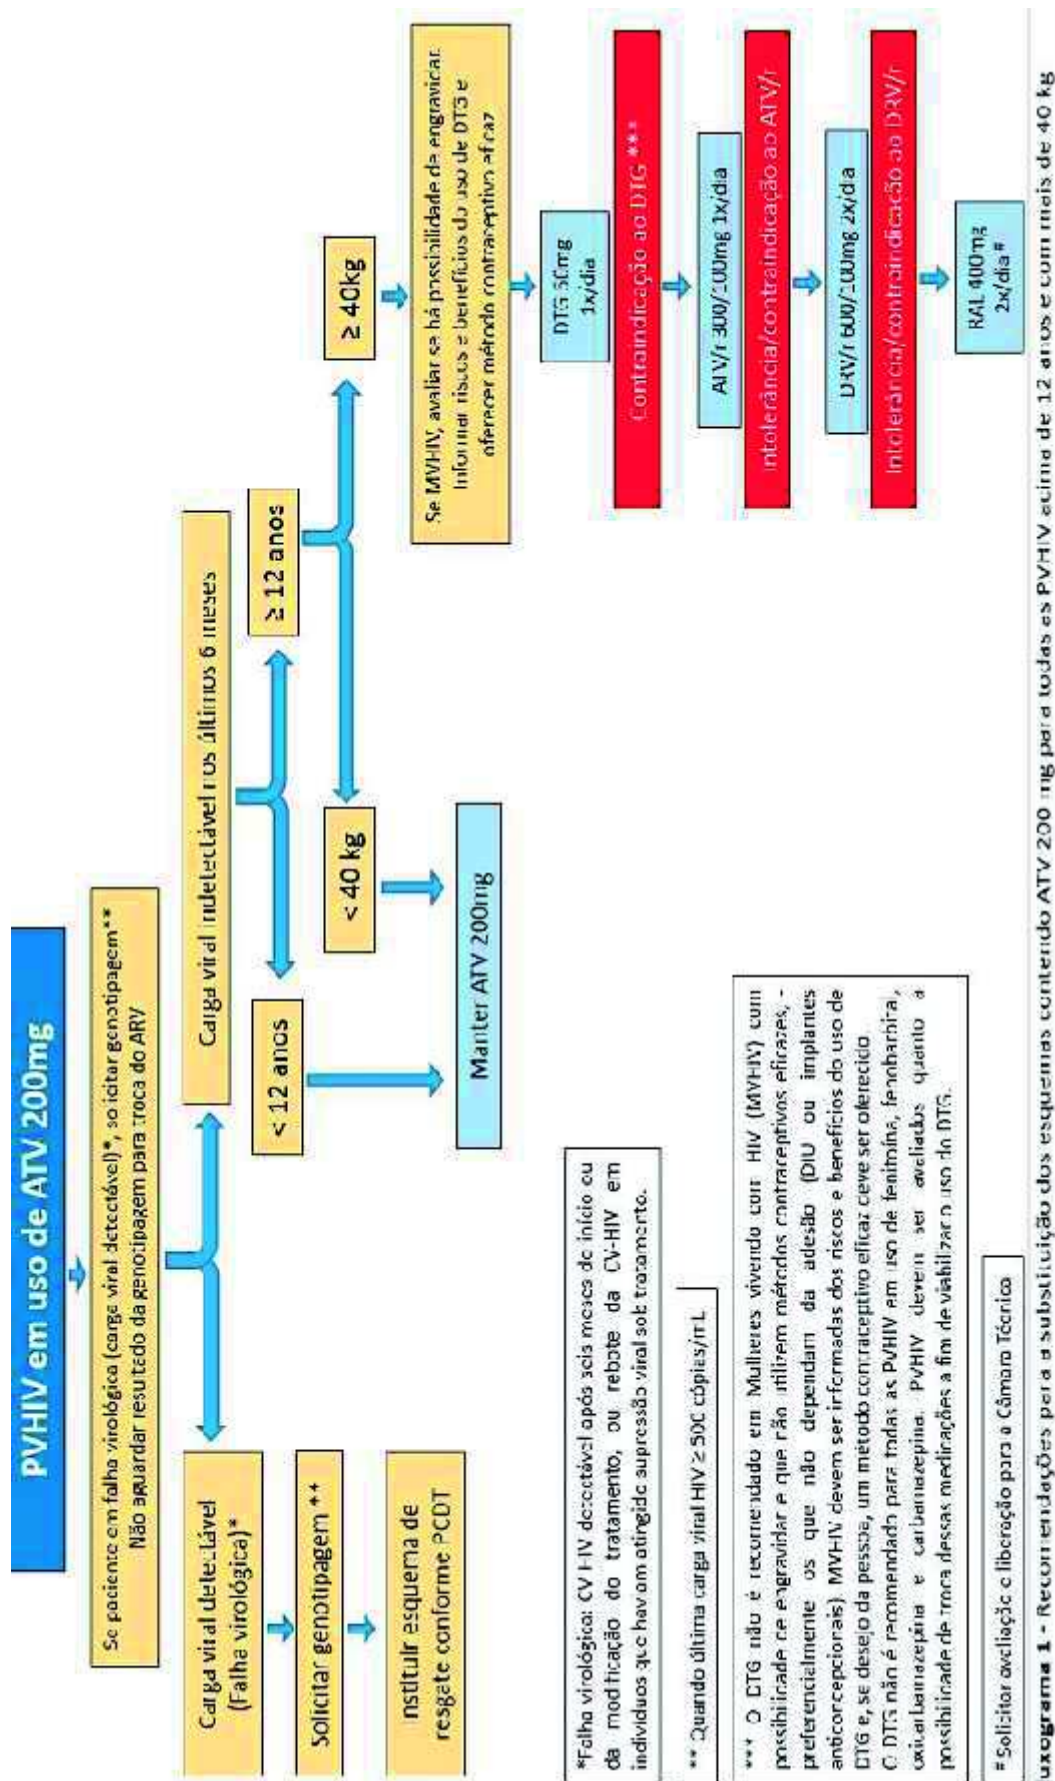 PVHIV em uso de ATV 200mg
Se paciente em falha virológica (carga viral detectável)*, solicitar genotipagem**
Não aguardar resultado da genotipagem para troca do ARV
Carga viral detectável
(Falha virológica)*
Solicitar genotipagem **
nstituir esquema de
resgate conforme PCDT
Carga viral indetectável nos últimos 6 meses
< 12 anos
≥ 12 anos
< 40 kg
≥ 40kg
Manter ATV 200mg
Se MVHIV, avaliar se há possibilidade de engravidar.
Informar riscos e benefícios do uso de DTG e
oferecer método contraceptivo eficaz
DTG 50mg
1x/dia
Contraindicação ao DTG ***
ATV/r 300/100mg 1x/dia
Intolerância/contraindicação ao ATV/r
DRV/r 600/100mg 2x/dia
Intolerância/contraindicação ao DRV/r
RAL 400mg
2x/dia #
*Falha virológica: CV-HIV detectável após seis meses do início ou
da modificação do tratamento, ou rebote da CV-HIV em
indivíduos que haviam atingido supressão viral sob tratamento.
** Quando última carga viral HIV ≥ 500 cópias/mL
*** O DTG não é recomendado em Mulheres vivendo com HIV (MVHIV) com
possibilidade de engravidar e que não utilizem métodos contraceptivos eficazes, -
preferencialmente os que não dependam da adesão (DIU ou implantes
anticoncepcionais). MVHIV devem ser informadas dos riscos e benefícios do uso de
DTG e, se desejo da pessoa, um método contraceptivo eficaz deve ser oferecido.
O DTG não é recomendado para todas as PVHIV em uso de fenitoína, fenobarbital,
oxicarbamazepina e carbamazepina. PVHIV devem ser avaliados quanto a
possibilidade de troca dessas medicações a fim de viabilizar o uso do DTG.
# Solicitar avaliação e liberação para a Câmara Técnica
uxograma 1 - Recomendações para a substituição dos esquemas contendo ATV 200 mg para todas as PVHIV acima de 12 anos e com mais de 40 kg